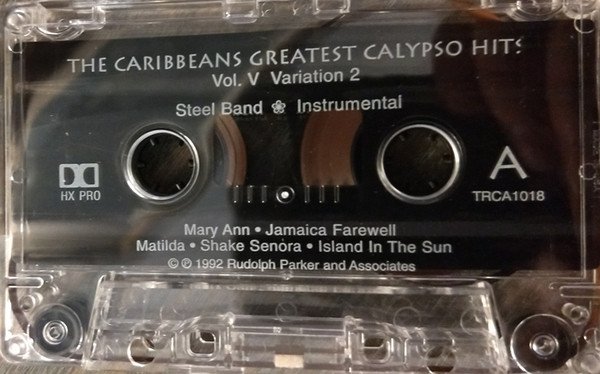 THE CARIBBEANS GREATEST CALYPSO HITS
Vol. V Variation 2
Steel Band ❀ Instrumental
HX PRO
A
TRCA1018
Mary Ann • Jamaica Farewell
Matilda • Shake Senòra • Island In The Sun
© ℗ 1992 Rudolph Parker and Associates